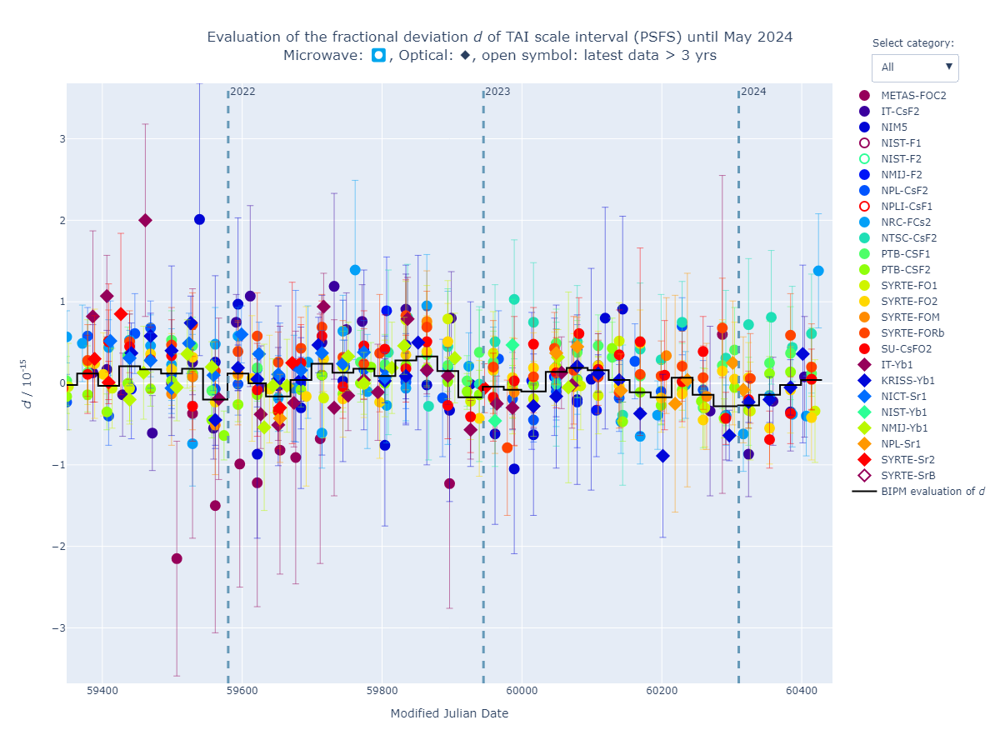 Evaluation of the fractional deviation d of TAI scale interval (PSFS) until May 2024
Microwave: , Optical: ◆, open symbol: latest data > 3 yrs
Select category:
All ▼
2022
2023
2024
3
2
1
0
−1
−2
−3
d / 10⁻¹⁵
59400
59600
59800
60000
60200
60400
Modified Julian Date
METAS-FOC2
IT-CsF2
NIM5
NIST-F1
NIST-F2
NMIJ-F2
NPL-CsF2
NPLI-CsF1
NRC-FCs2
NTSC-CsF2
PTB-CSF1
PTB-CSF2
SYRTE-FO1
SYRTE-FO2
SYRTE-FOM
SYRTE-FORb
SU-CsFO2
IT-Yb1
KRISS-Yb1
NICT-Sr1
NIST-Yb1
NMIJ-Yb1
NPL-Sr1
SYRTE-Sr2
SYRTE-SrB
BIPM evaluation of d